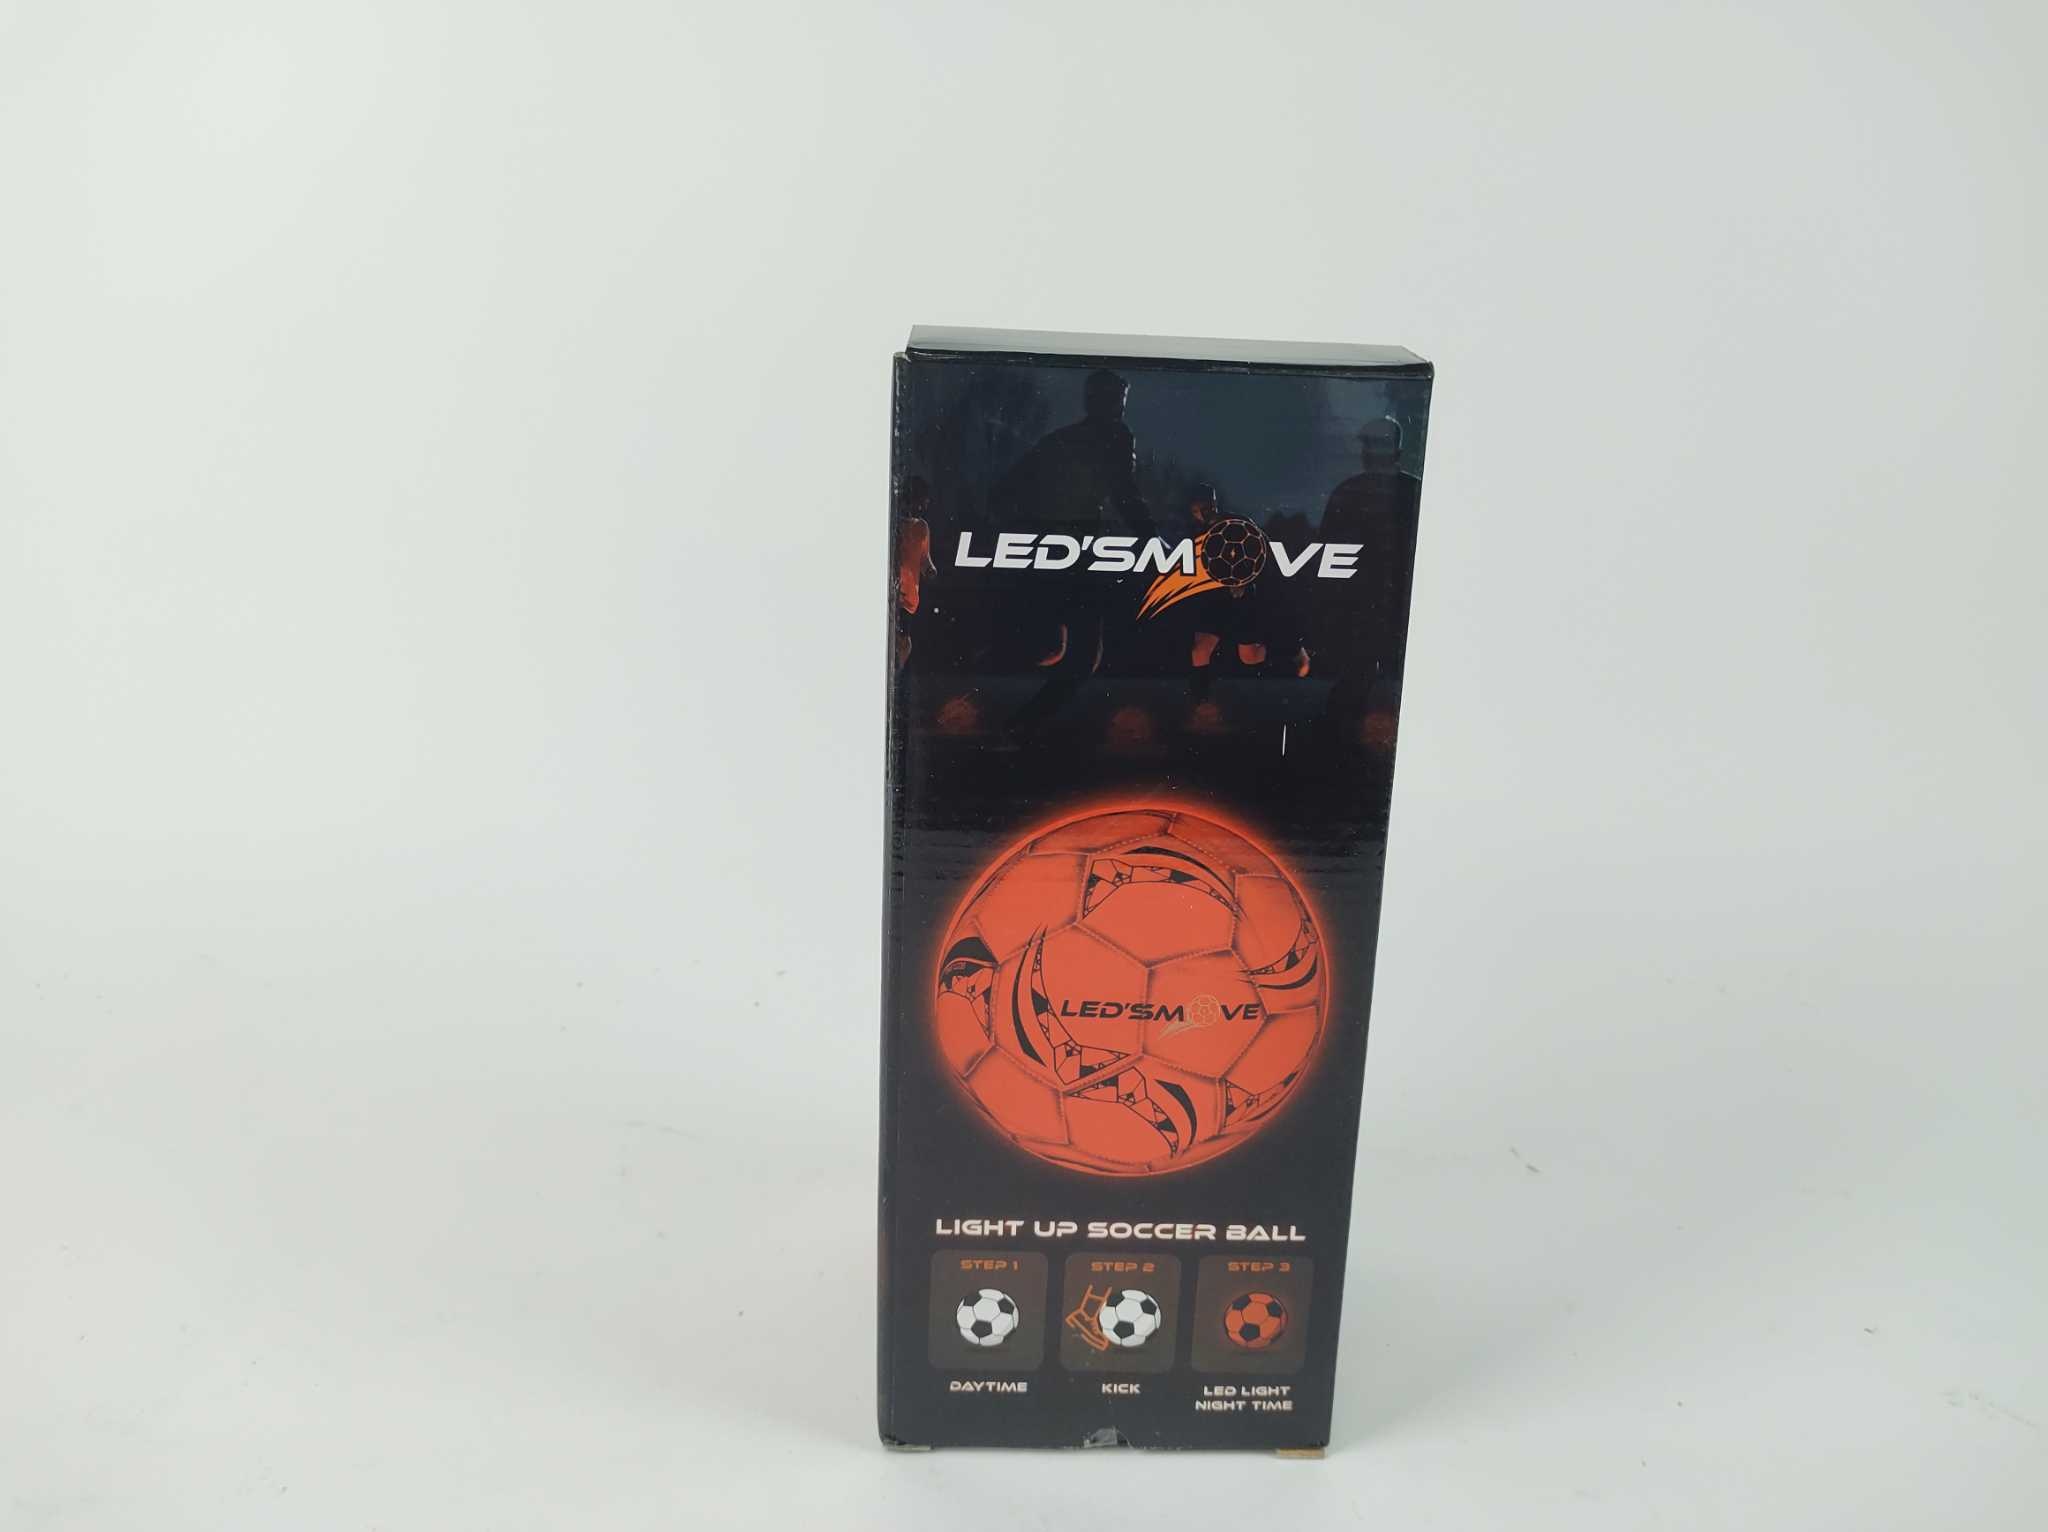 LED'SMOVE
LED'SMOVE
LIGHT UP SOCCER BALL
STEP 1
STEP 2
STEP 3
DAYTIME
KICK
LED LIGHT
NIGHT TIME